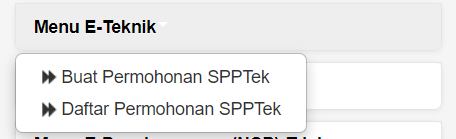 Menu E-Teknik
Buat Permohonan SPPTek
Daftar Permohonan SPPTek